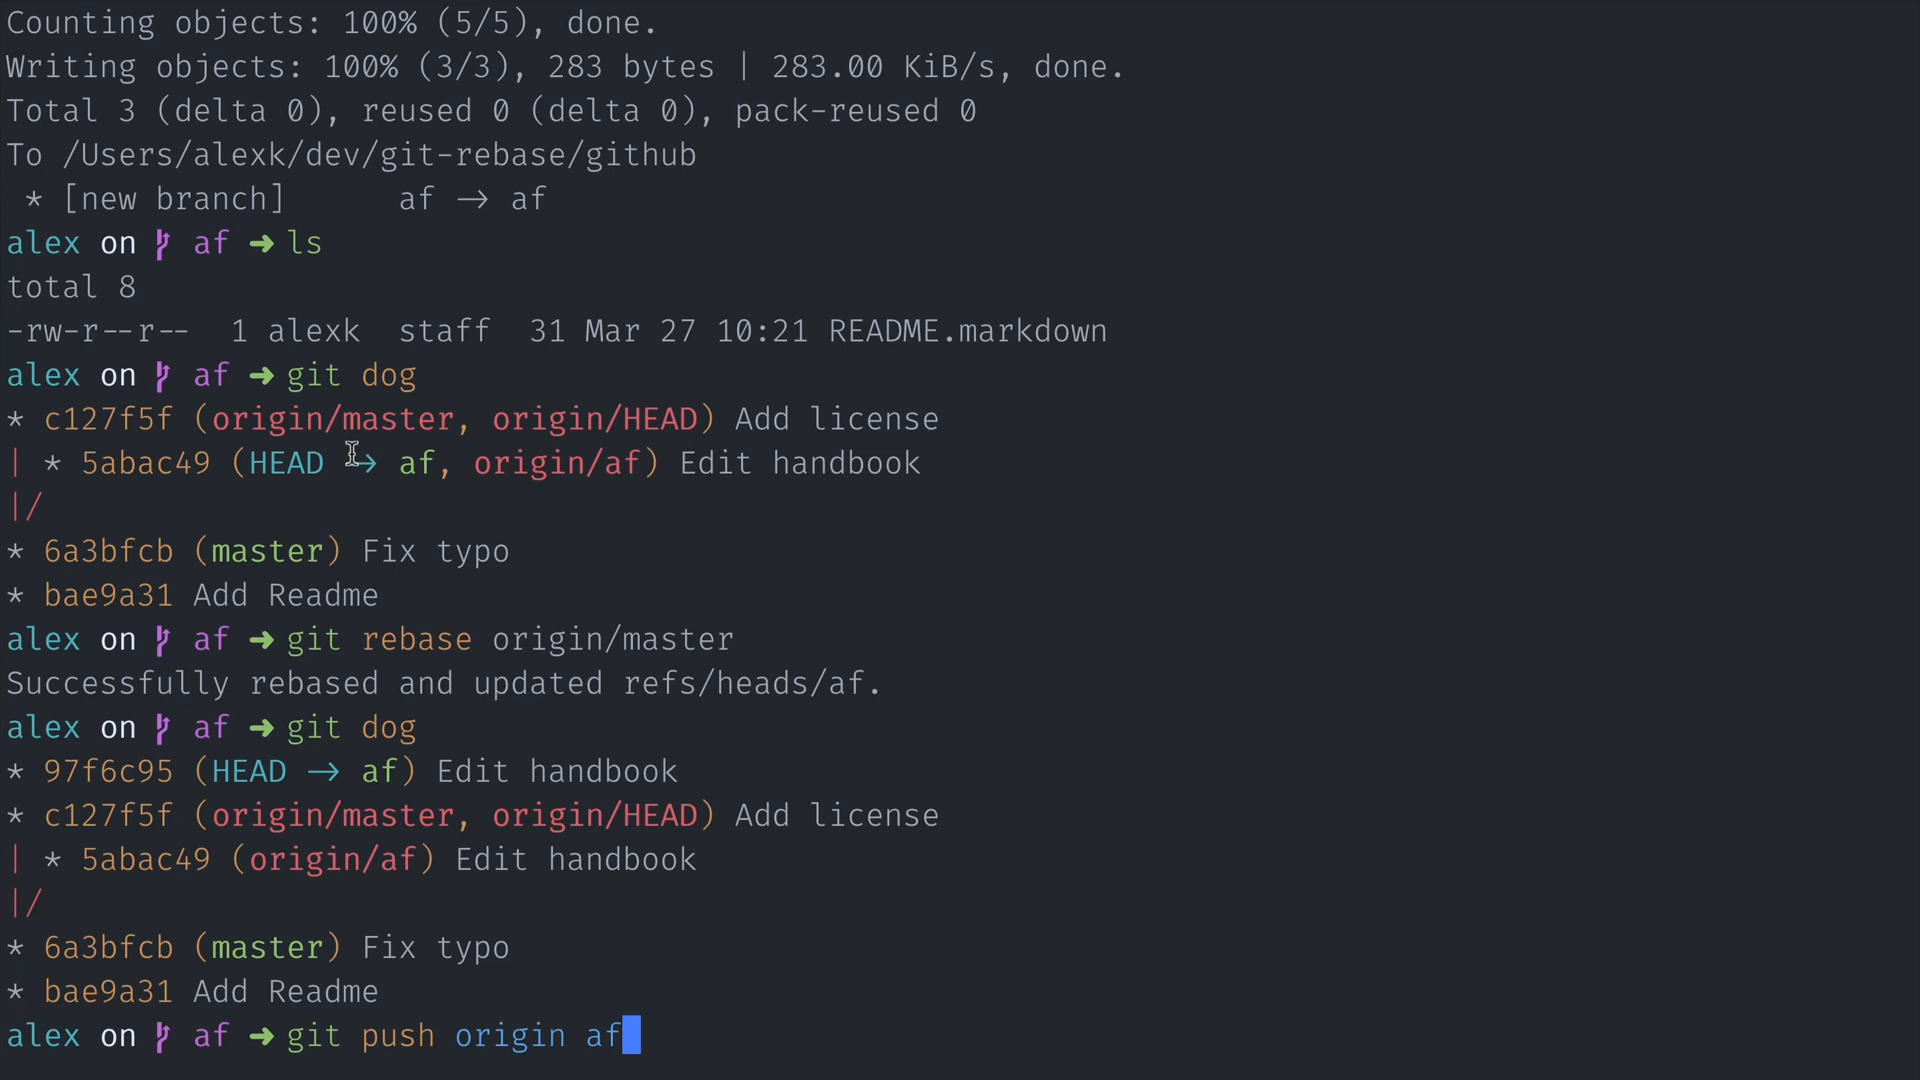 Counting objects: 100% (5/5), done.
Writing objects: 100% (3/3), 283 bytes | 283.00 KiB/s, done.
Total 3 (delta 0), reused 0 (delta 0), pack-reused 0
To /Users/alexk/dev/git-rebase/github
 * [new branch]      af → af
alex on af ➜ ls
total 8
-rw-r--r--  1 alexk  staff  31 Mar 27 10:21 README.markdown
alex on af ➜ git dog
* c127f5f (origin/master, origin/HEAD) Add license
| * 5abac49 (HEAD → af, origin/af) Edit handbook
|/
* 6a3bfcb (master) Fix typo
* bae9a31 Add Readme
alex on af ➜ git rebase origin/master
Successfully rebased and updated refs/heads/af.
alex on af ➜ git dog
* 97f6c95 (HEAD → af) Edit handbook
* c127f5f (origin/master, origin/HEAD) Add license
| * 5abac49 (origin/af) Edit handbook
|/
* 6a3bfcb (master) Fix typo
* bae9a31 Add Readme
alex on af ➜ git push origin af